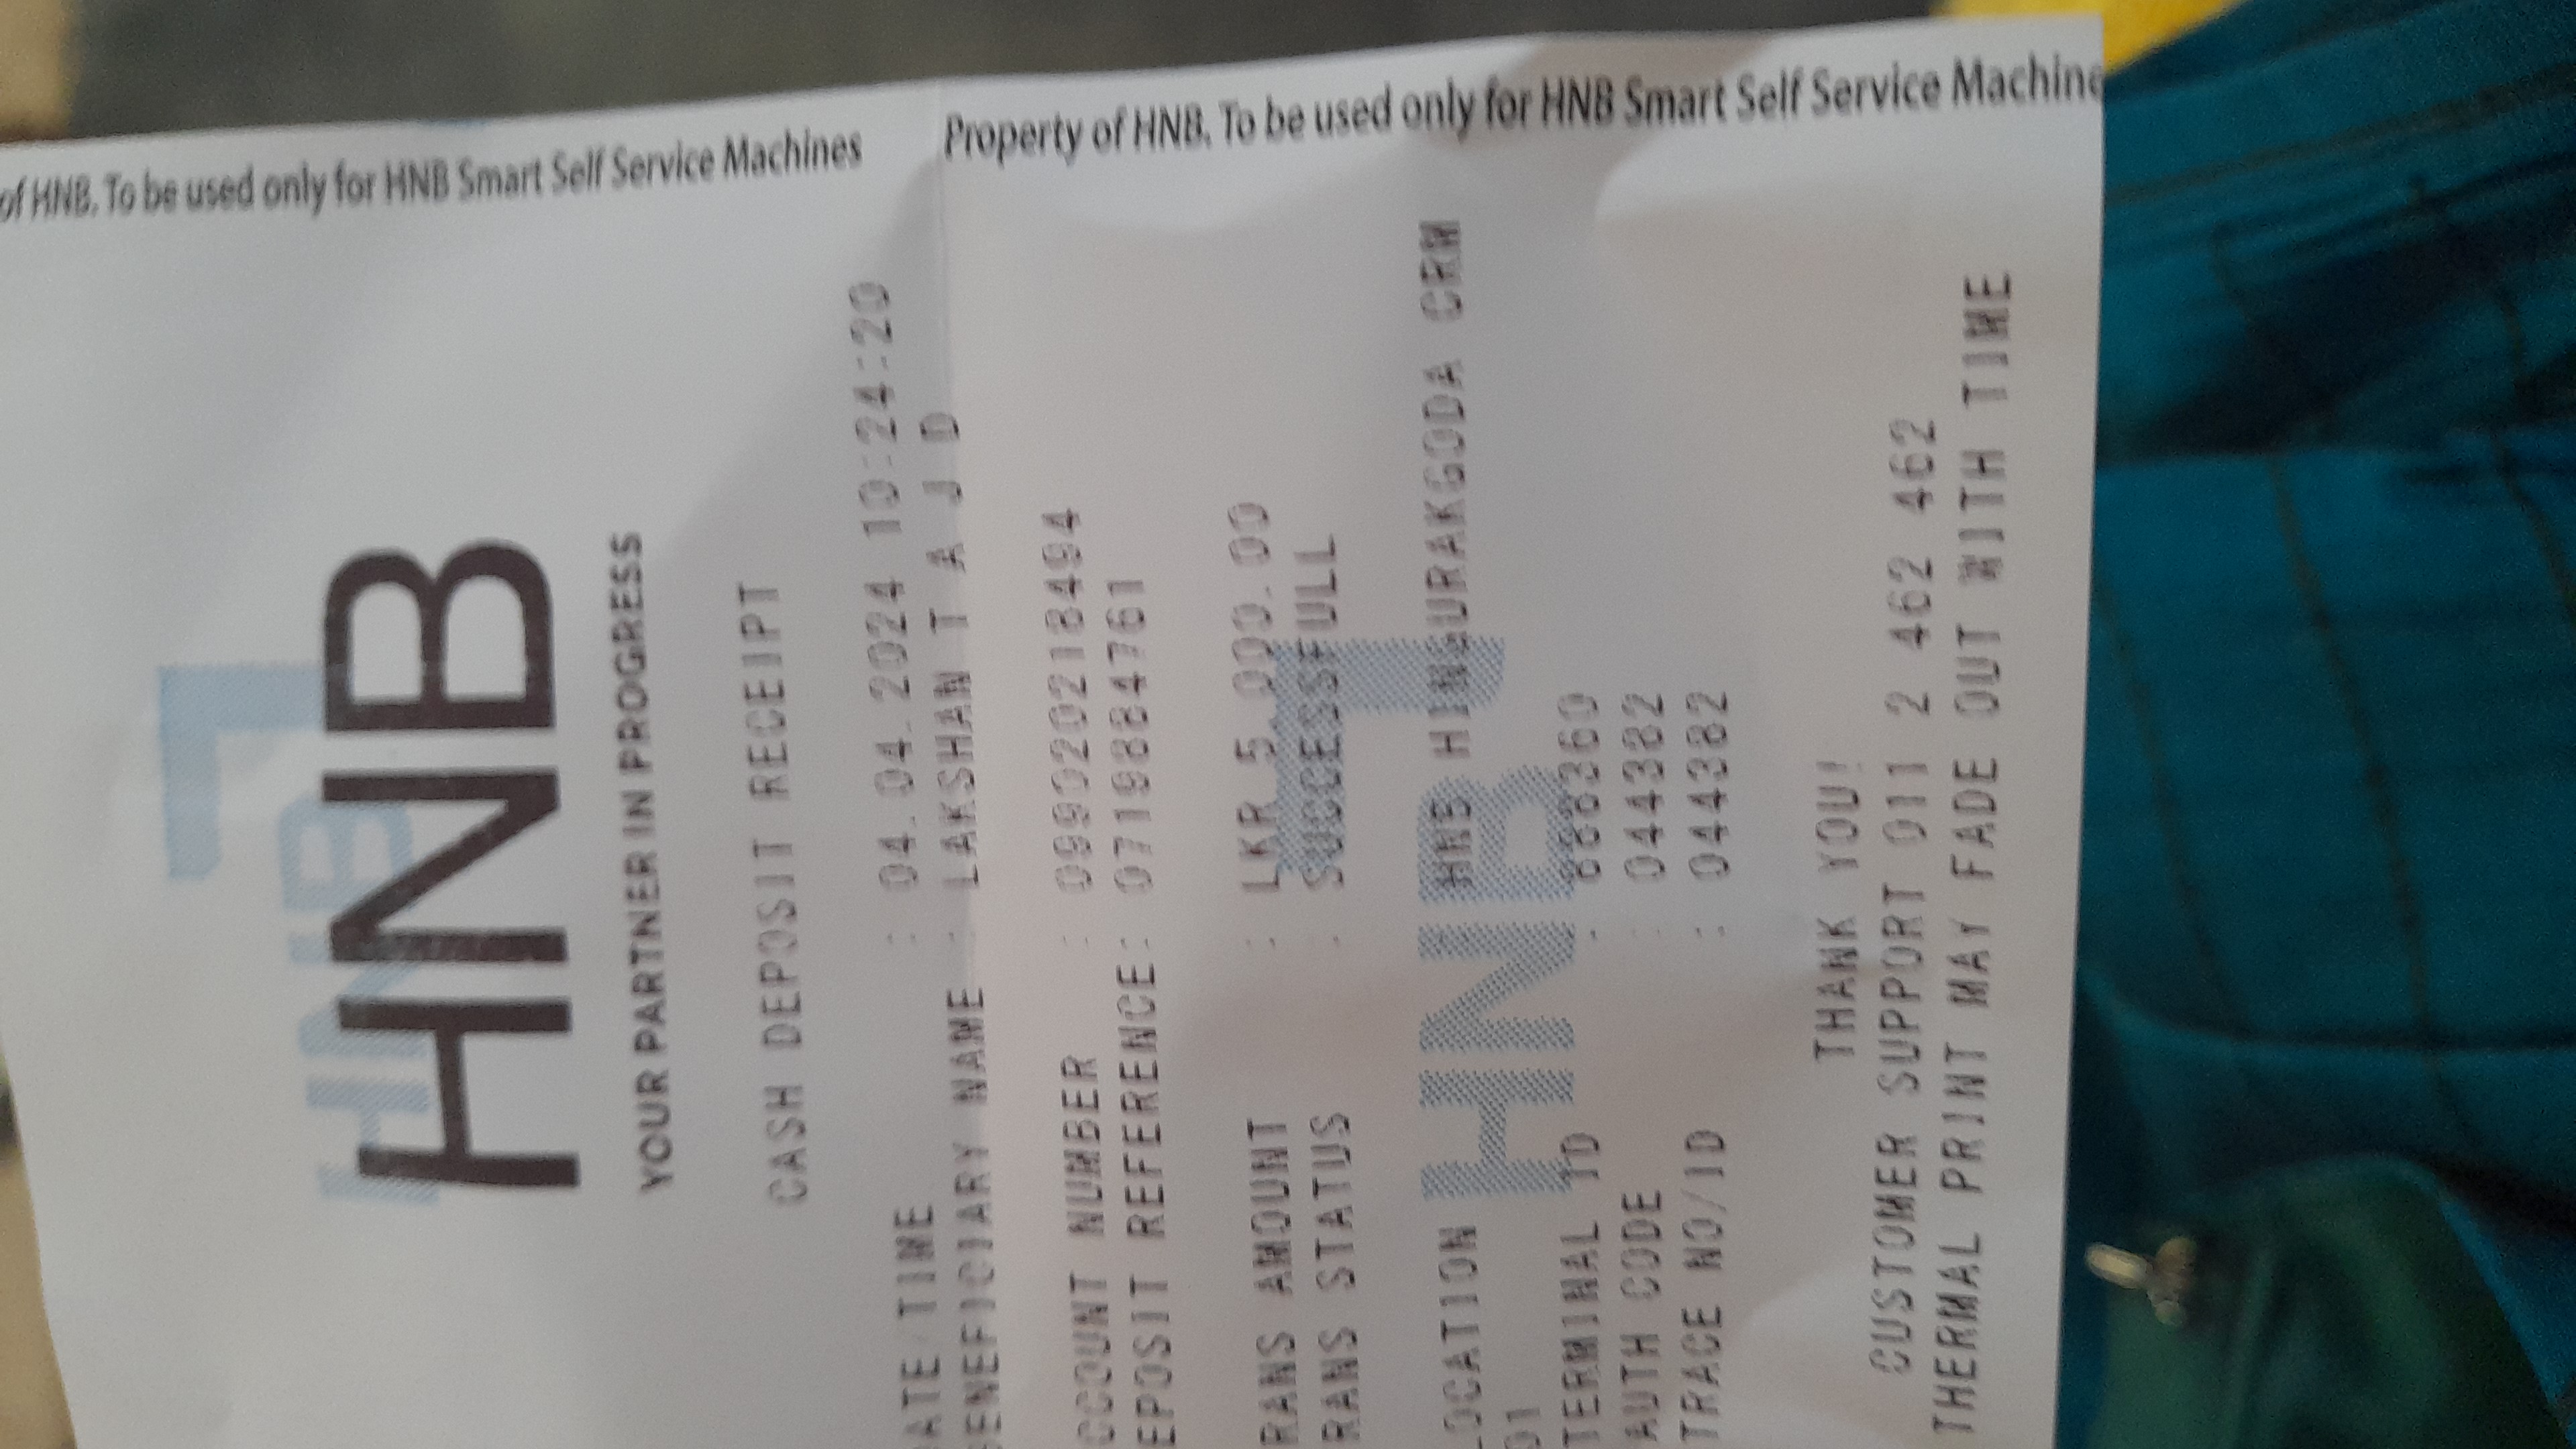 of HNB. To be used only for HNB Smart Self Service Machines
Property of HNB. To be used only for HNB Smart Self Service Machine
HNB
HNB
YOUR PARTNER IN PROGRESS
CASH DEPOSIT RECEIPT
ATE/TIME : 04.04.2024 10:24:20
BENEFICIARY NAME : LAKSHAN T A J D
CCOUNT NUMBER : 099020218494
EPOSIT REFERENCE: 0719884761
RANS AMOUNT : LKR 5,000.00
RANS STATUS : SUCCESSFULL
LOCATION HNB HINGURAKGODA CRM
01
HNB
TERMINAL ID :
AUTH CODE : 044382
TRACE NO/ID : 044382
THANK YOU!
CUSTOMER SUPPORT 011 2 462 462
THERMAL PRINT MAY FADE OUT WITH TIME